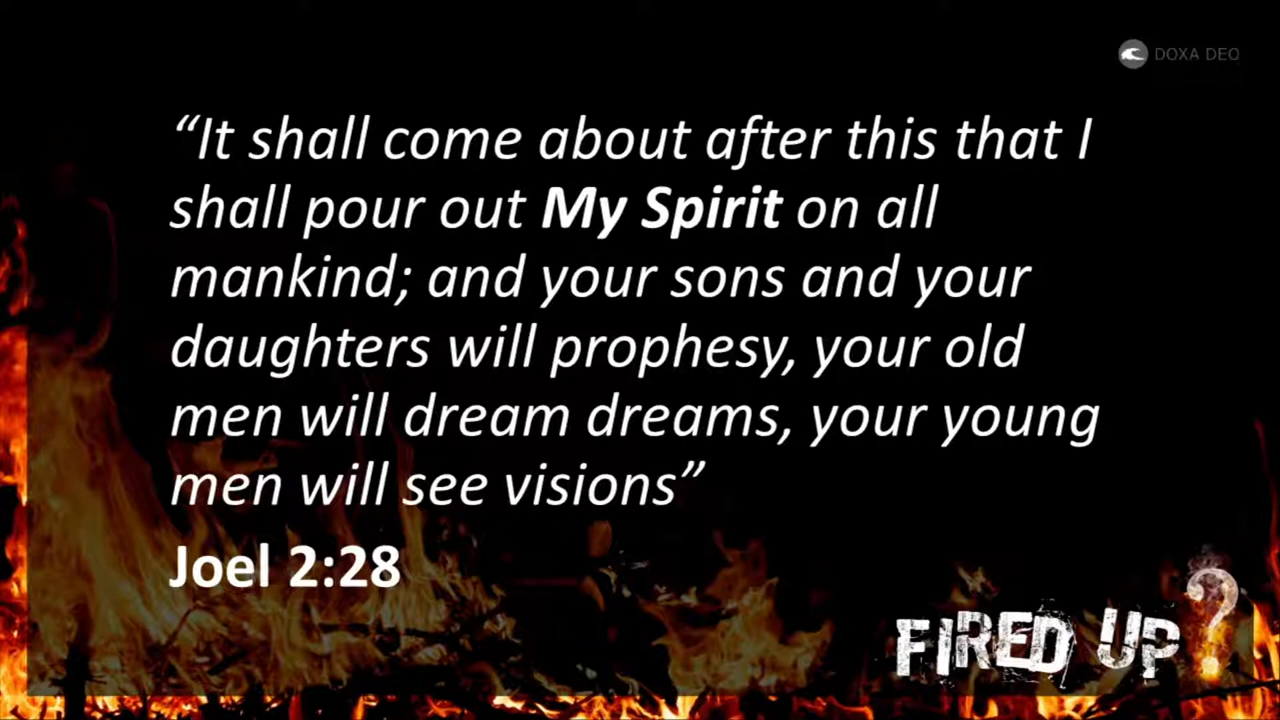 DOXA DEO
“It shall come about after this that I
shall pour out My Spirit on all
mankind; and your sons and your
daughters will prophesy, your old
men will dream dreams, your young
men will see visions”
Joel 2:28
FIRED UP?